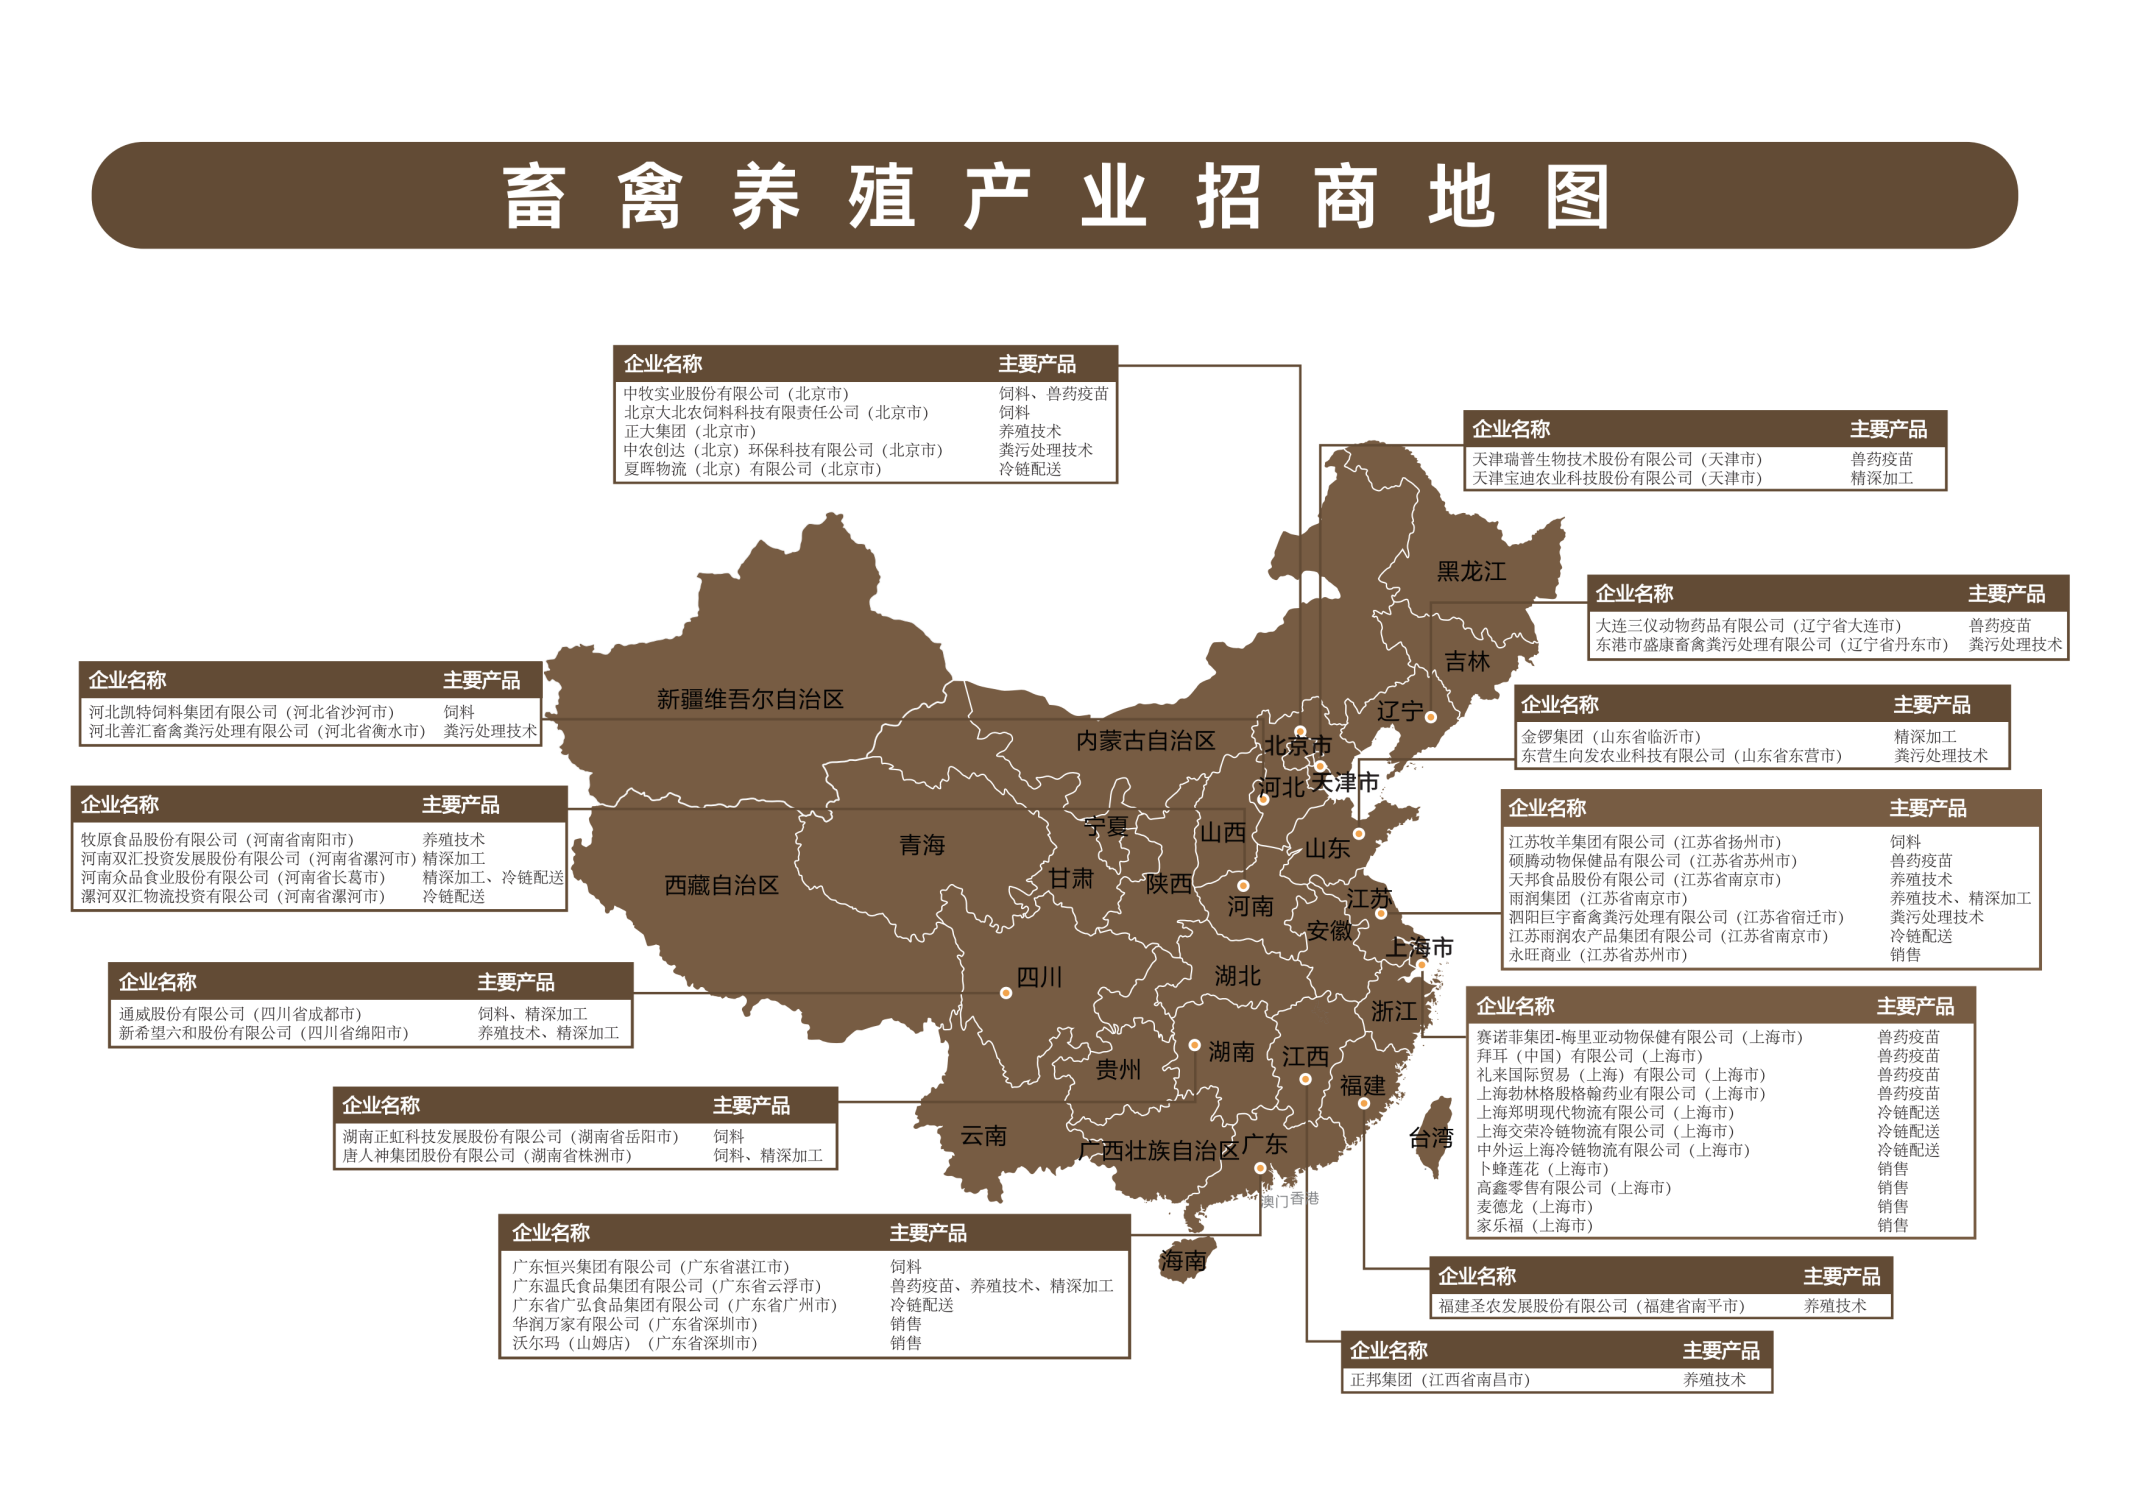 畜禽养殖产业招商地图
企业名称 主要产品
中牧实业股份有限公司（北京市） 饲料、兽药疫苗
北京大北农饲料科技有限责任公司（北京市） 饲料
正大集团（北京市） 养殖技术
中农创达（北京）环保科技有限公司（北京市） 粪污处理技术
夏晖物流（北京）有限公司（北京市） 冷链配送
企业名称 主要产品
天津瑞普生物技术股份有限公司（天津市） 兽药疫苗
天津宝迪农业科技股份有限公司（天津市） 精深加工
企业名称 主要产品
大连三仪动物药品有限公司（辽宁省大连市） 兽药疫苗
东港市盛康畜禽粪污处理有限公司（辽宁省丹东市） 粪污处理技术
企业名称 主要产品
河北凯特饲料集团有限公司（河北省沙河市） 饲料
河北善汇畜禽粪污处理有限公司（河北省衡水市） 粪污处理技术
企业名称 主要产品
金锣集团（山东省临沂市） 精深加工
东营生向发农业科技有限公司（山东省东营市） 粪污处理技术
企业名称 主要产品
牧原食品股份有限公司（河南省南阳市） 养殖技术
河南双汇投资发展股份有限公司（河南省漯河市） 精深加工
河南众品食业股份有限公司（河南省长葛市） 精深加工、冷链配送
漯河双汇物流投资有限公司（河南省漯河市） 冷链配送
企业名称 主要产品
江苏牧羊集团有限公司（江苏省扬州市） 饲料
硕腾动物保健品有限公司（江苏省苏州市） 兽药疫苗
天邦食品股份有限公司（江苏省南京市） 养殖技术
雨润集团（江苏省南京市） 养殖技术、精深加工
泗阳巨宇畜禽粪污处理有限公司（江苏省宿迁市） 粪污处理技术
江苏雨润农产品集团有限公司（江苏省南京市） 冷链配送
永旺商业（江苏省苏州市） 销售
企业名称 主要产品
通威股份有限公司（四川省成都市） 饲料、精深加工
新希望六和股份有限公司（四川省绵阳市） 养殖技术、精深加工
企业名称 主要产品
赛诺菲集团-梅里亚动物保健有限公司（上海市） 兽药疫苗
拜耳（中国）有限公司（上海市） 兽药疫苗
礼来国际贸易（上海）有限公司（上海市） 兽药疫苗
上海勃林格殷格翰药业有限公司（上海市） 兽药疫苗
上海郑明现代物流有限公司（上海市） 冷链配送
上海交荣冷链物流有限公司（上海市） 冷链配送
中外运上海冷链物流有限公司（上海市） 冷链配送
卜蜂莲花（上海市） 销售
高鑫零售有限公司（上海市） 销售
麦德龙（上海市） 销售
家乐福（上海市） 销售
企业名称 主要产品
湖南正虹科技发展股份有限公司（湖南省岳阳市） 饲料
唐人神集团股份有限公司（湖南省株洲市） 饲料、精深加工
企业名称 主要产品
广东恒兴集团有限公司（广东省湛江市） 饲料
广东温氏食品集团有限公司（广东省云浮市） 兽药疫苗、养殖技术、精深加工
广东省广弘食品集团有限公司（广东省广州市） 冷链配送
华润万家有限公司（广东省深圳市） 销售
沃尔玛（山姆店）（广东省深圳市） 销售
企业名称 主要产品
福建圣农发展股份有限公司（福建省南平市） 养殖技术
企业名称 主要产品
正邦集团（江西省南昌市） 养殖技术
黑龙江
吉林
新疆维吾尔自治区
辽宁
内蒙古自治区
北京市
天津市
河北
宁夏
山西
青海
山东
甘肃
西藏自治区
陕西
江苏
河南
安徽
上海市
四川
湖北
浙江
湖南
江西
贵州
福建
云南
台湾
广东
广西壮族自治区
香港
澳门
海南